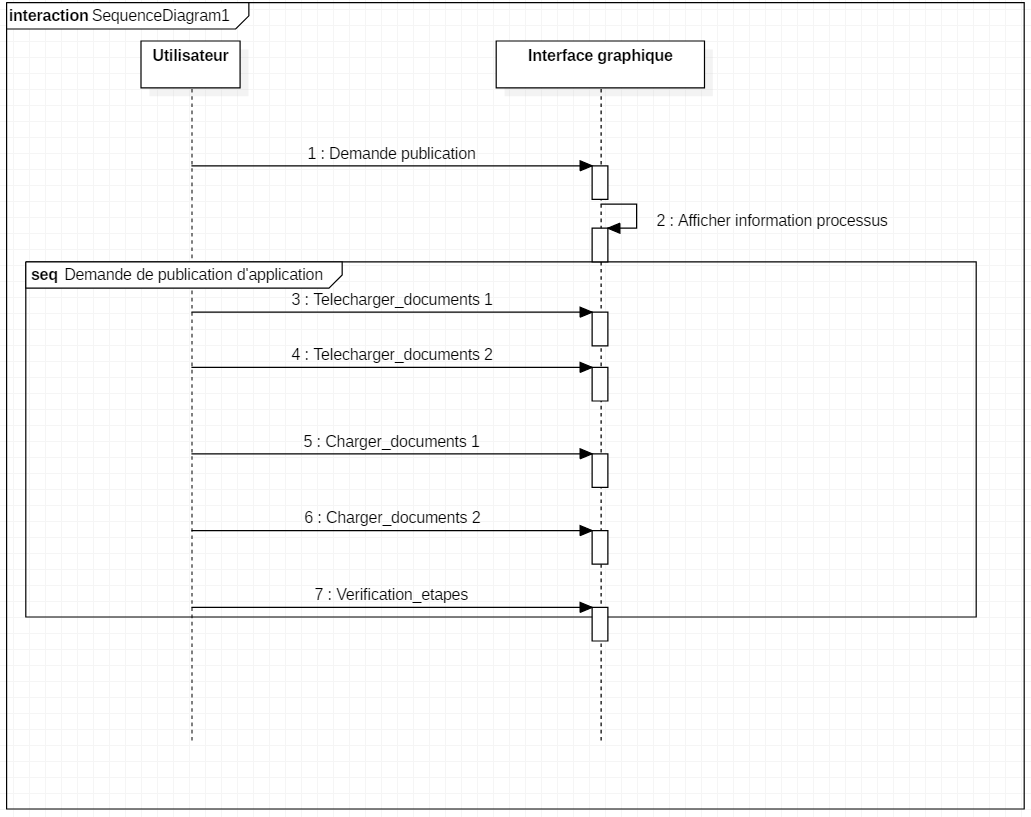 interaction SequenceDiagram1
Utilisateur
Interface graphique
1 : Demande publication
2 : Afficher information processus
seq Demande de publication d'application
3 : Telecharger_documents 1
4 : Telecharger_documents 2
5 : Charger_documents 1
6 : Charger_documents 2
7 : Verification_etapes